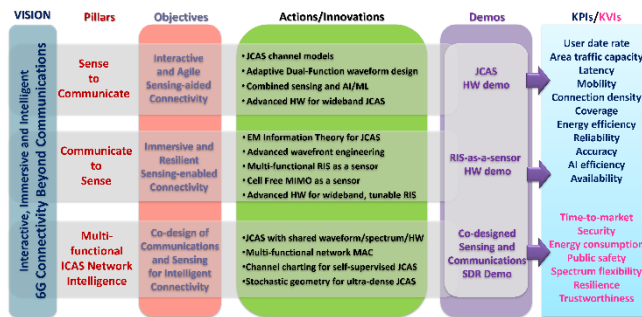 VISION
Pillars
Objectives
Actions/Innovations
Demos
KPIs/KVIs
Interactive, Immersive and Intelligent
6G Connectivity Beyond Communications
Sense
to
Communicate
Interactive
and Agile
Sensing-aided
Connectivity
•JCAS channel models
•Adaptive Dual-Function waveform design
•Combined sensing and AI/ML
•Advanced HW for wideband JCAS
JCAS
HW demo
Communicate
to
Sense
Immersive and
Resilient
Sensing-enabled
Connectivity
•EM Information Theory for JCAS
•Advanced wavefront engineering
•Multi-functional RIS as a sensor
•Cell Free MIMO as a sensor
•Advanced HW for wideband, tunable RIS
RIS-as-a-sensor
HW demo
Multi-
functional
ICAS Network
Intelligence
Co-design of
Communications
and Sensing
for Intelligent
Connectivity
•JCAS with shared waveform/spectrum/HW
•Multi-functional network MAC
•Channel charting for self-supervised JCAS
•Stochastic geometry for ultra-dense JCAS
Co-designed
Sensing and
Communications
SDR Demo
User date rate
Area traffic capacity
Latency
Mobility
Connection density
Coverage
Energy efficiency
Reliability
Accuracy
AI efficiency
Availability
Time-to-market
Security
Energy consumption
Public safety
Spectrum flexibility
Resilience
Trustworthiness